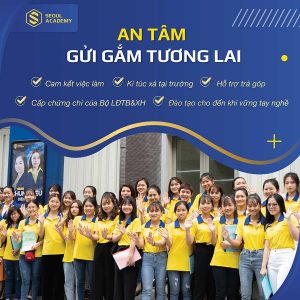 SEOUL
ACADEMY
AN TÂM
GỬI GẮM TƯƠNG LAI
Cam kết việc làm
Kí túc xá tại trường
Hỗ trợ trả góp
Cấp chứng chỉ của Bộ LĐTB&XH
Đào tạo cho đến khi vững tay nghề